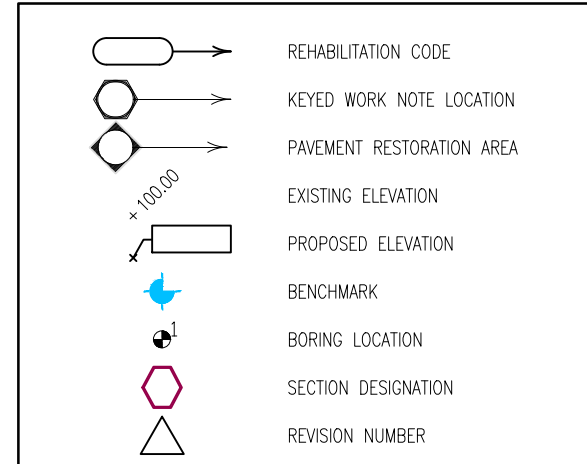 REHABILITATION CODE
KEYED WORK NOTE LOCATION
PAVEMENT RESTORATION AREA
+ 100.00 EXISTING ELEVATION
PROPOSED ELEVATION
BENCHMARK
1 BORING LOCATION
SECTION DESIGNATION
REVISION NUMBER